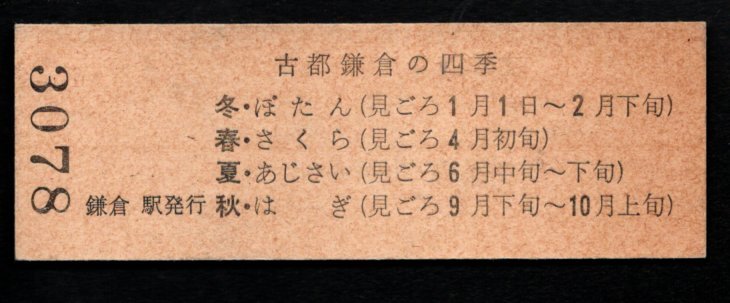 3078
古都鎌倉の四季
冬・ぼたん(見ごろ1月1日～2月下旬)
春・さくら(見ごろ4月初旬)
夏・あじさい(見ごろ6月中旬～下旬)
鎌倉 駅発行 秋・はぎ(見ごろ9月下旬～10月上旬)